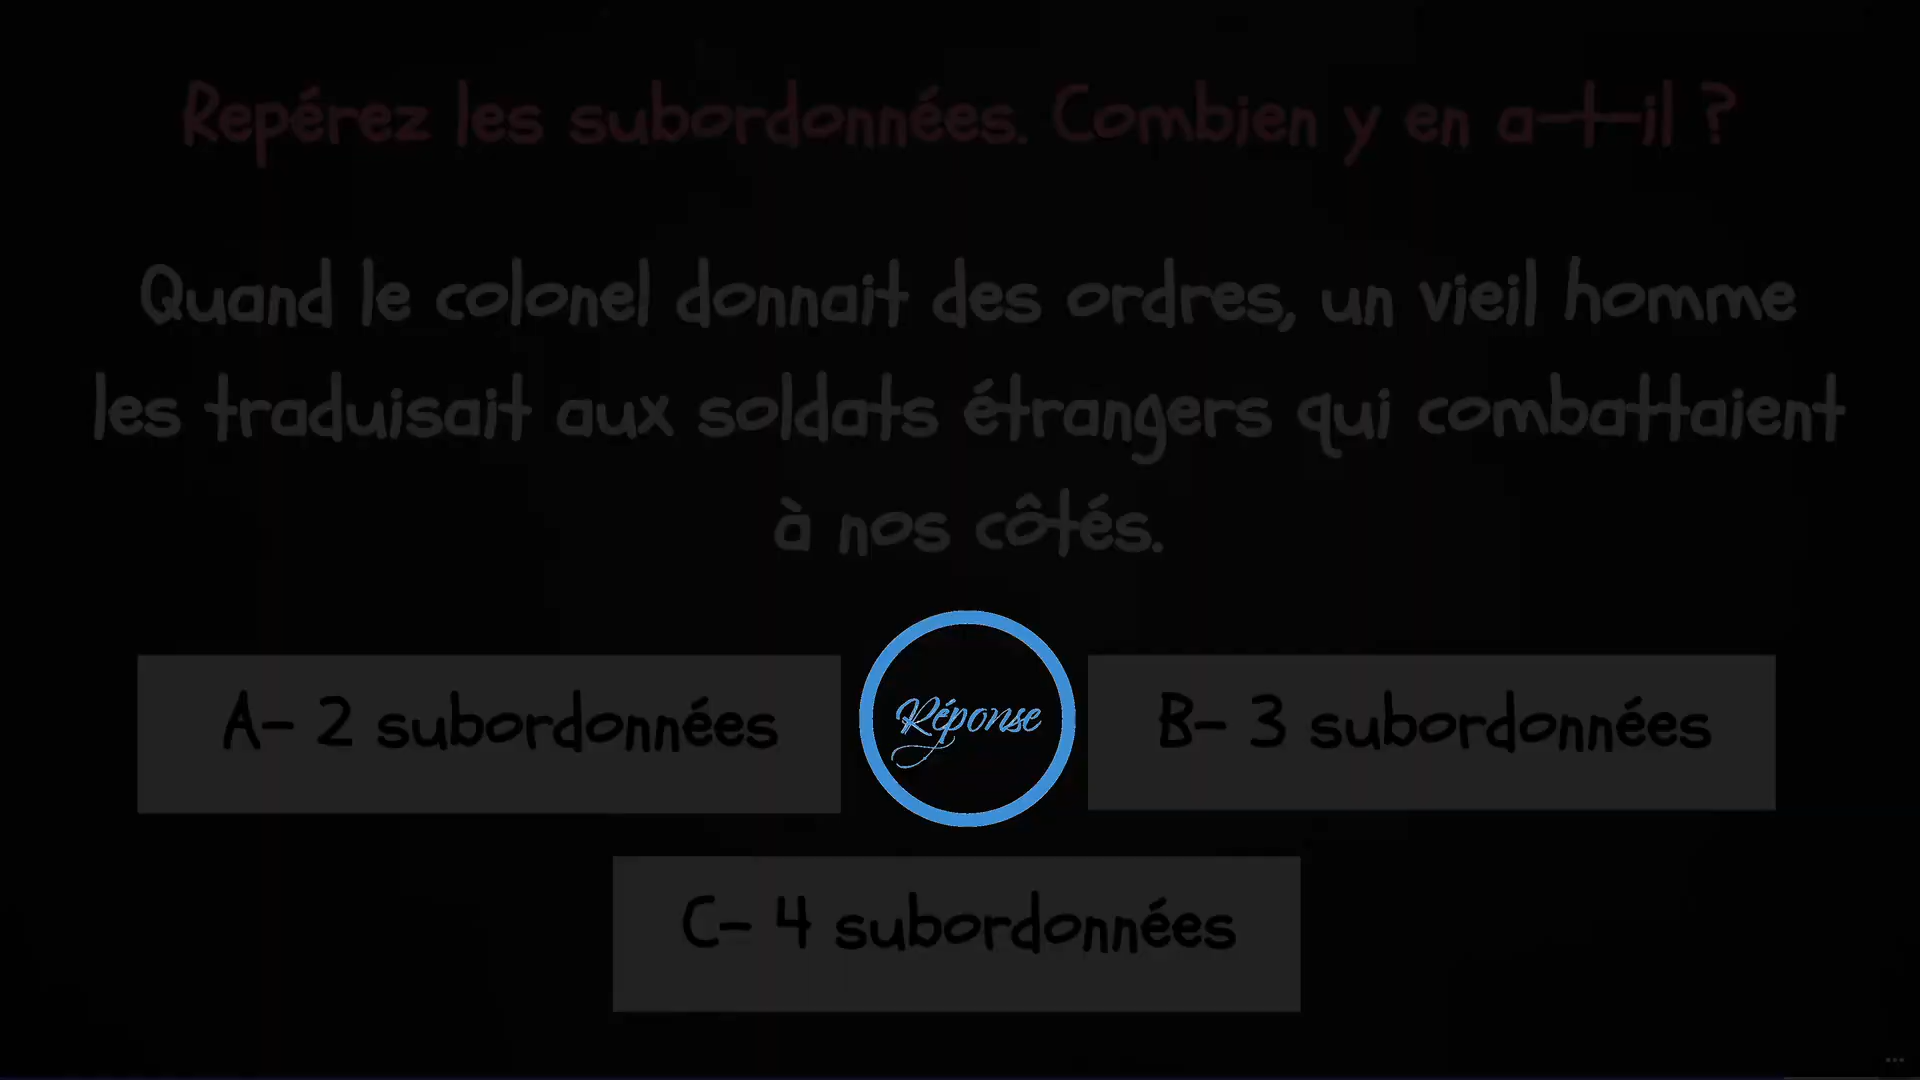 Repérez les subordonnées. Combien y en a-t-il ?
Quand le colonel donnait des ordres, un vieil homme
les traduisait aux soldats étrangers qui combattaient
à nos côtés.
A- 2 subordonnées
Réponse
B- 3 subordonnées
C- 4 subordonnées